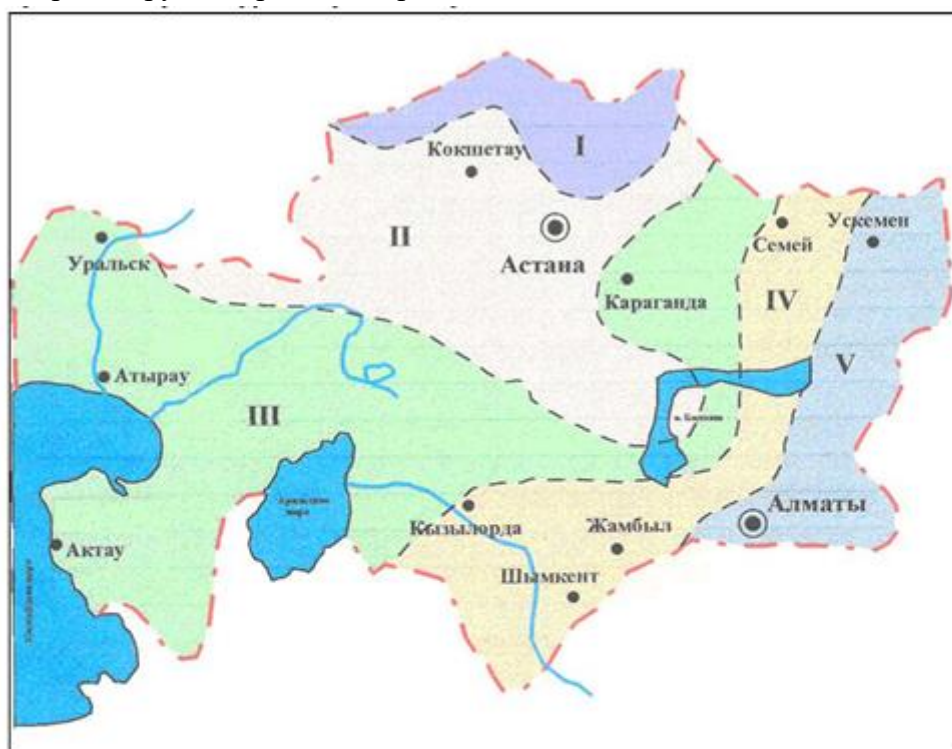 I
Кокшетау
II
Астана
Семей
Ускемен
Уральск
Караганда
IV
V
Атырау
III
Алматы
Кызылорда
Жамбыл
Актау
Шымкент